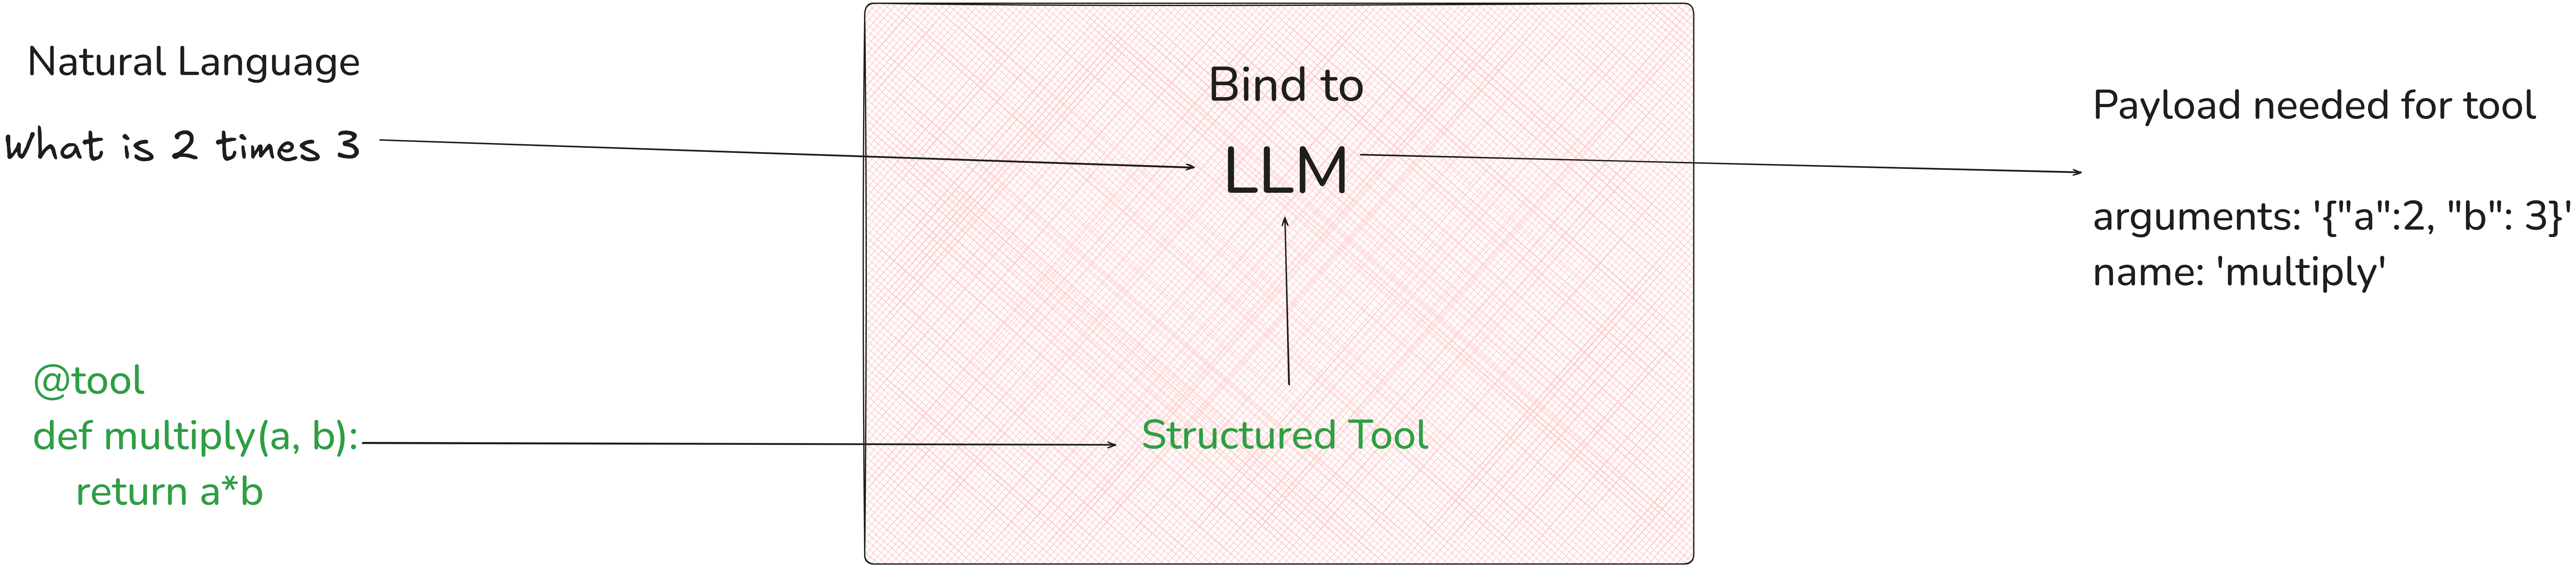 Natural Language
What is 2 times 3
@tool
def multiply(a, b):
    return a*b
Bind to
LLM
Structured Tool
Payload needed for tool
arguments: '{"a":2, "b": 3}'
name: 'multiply'